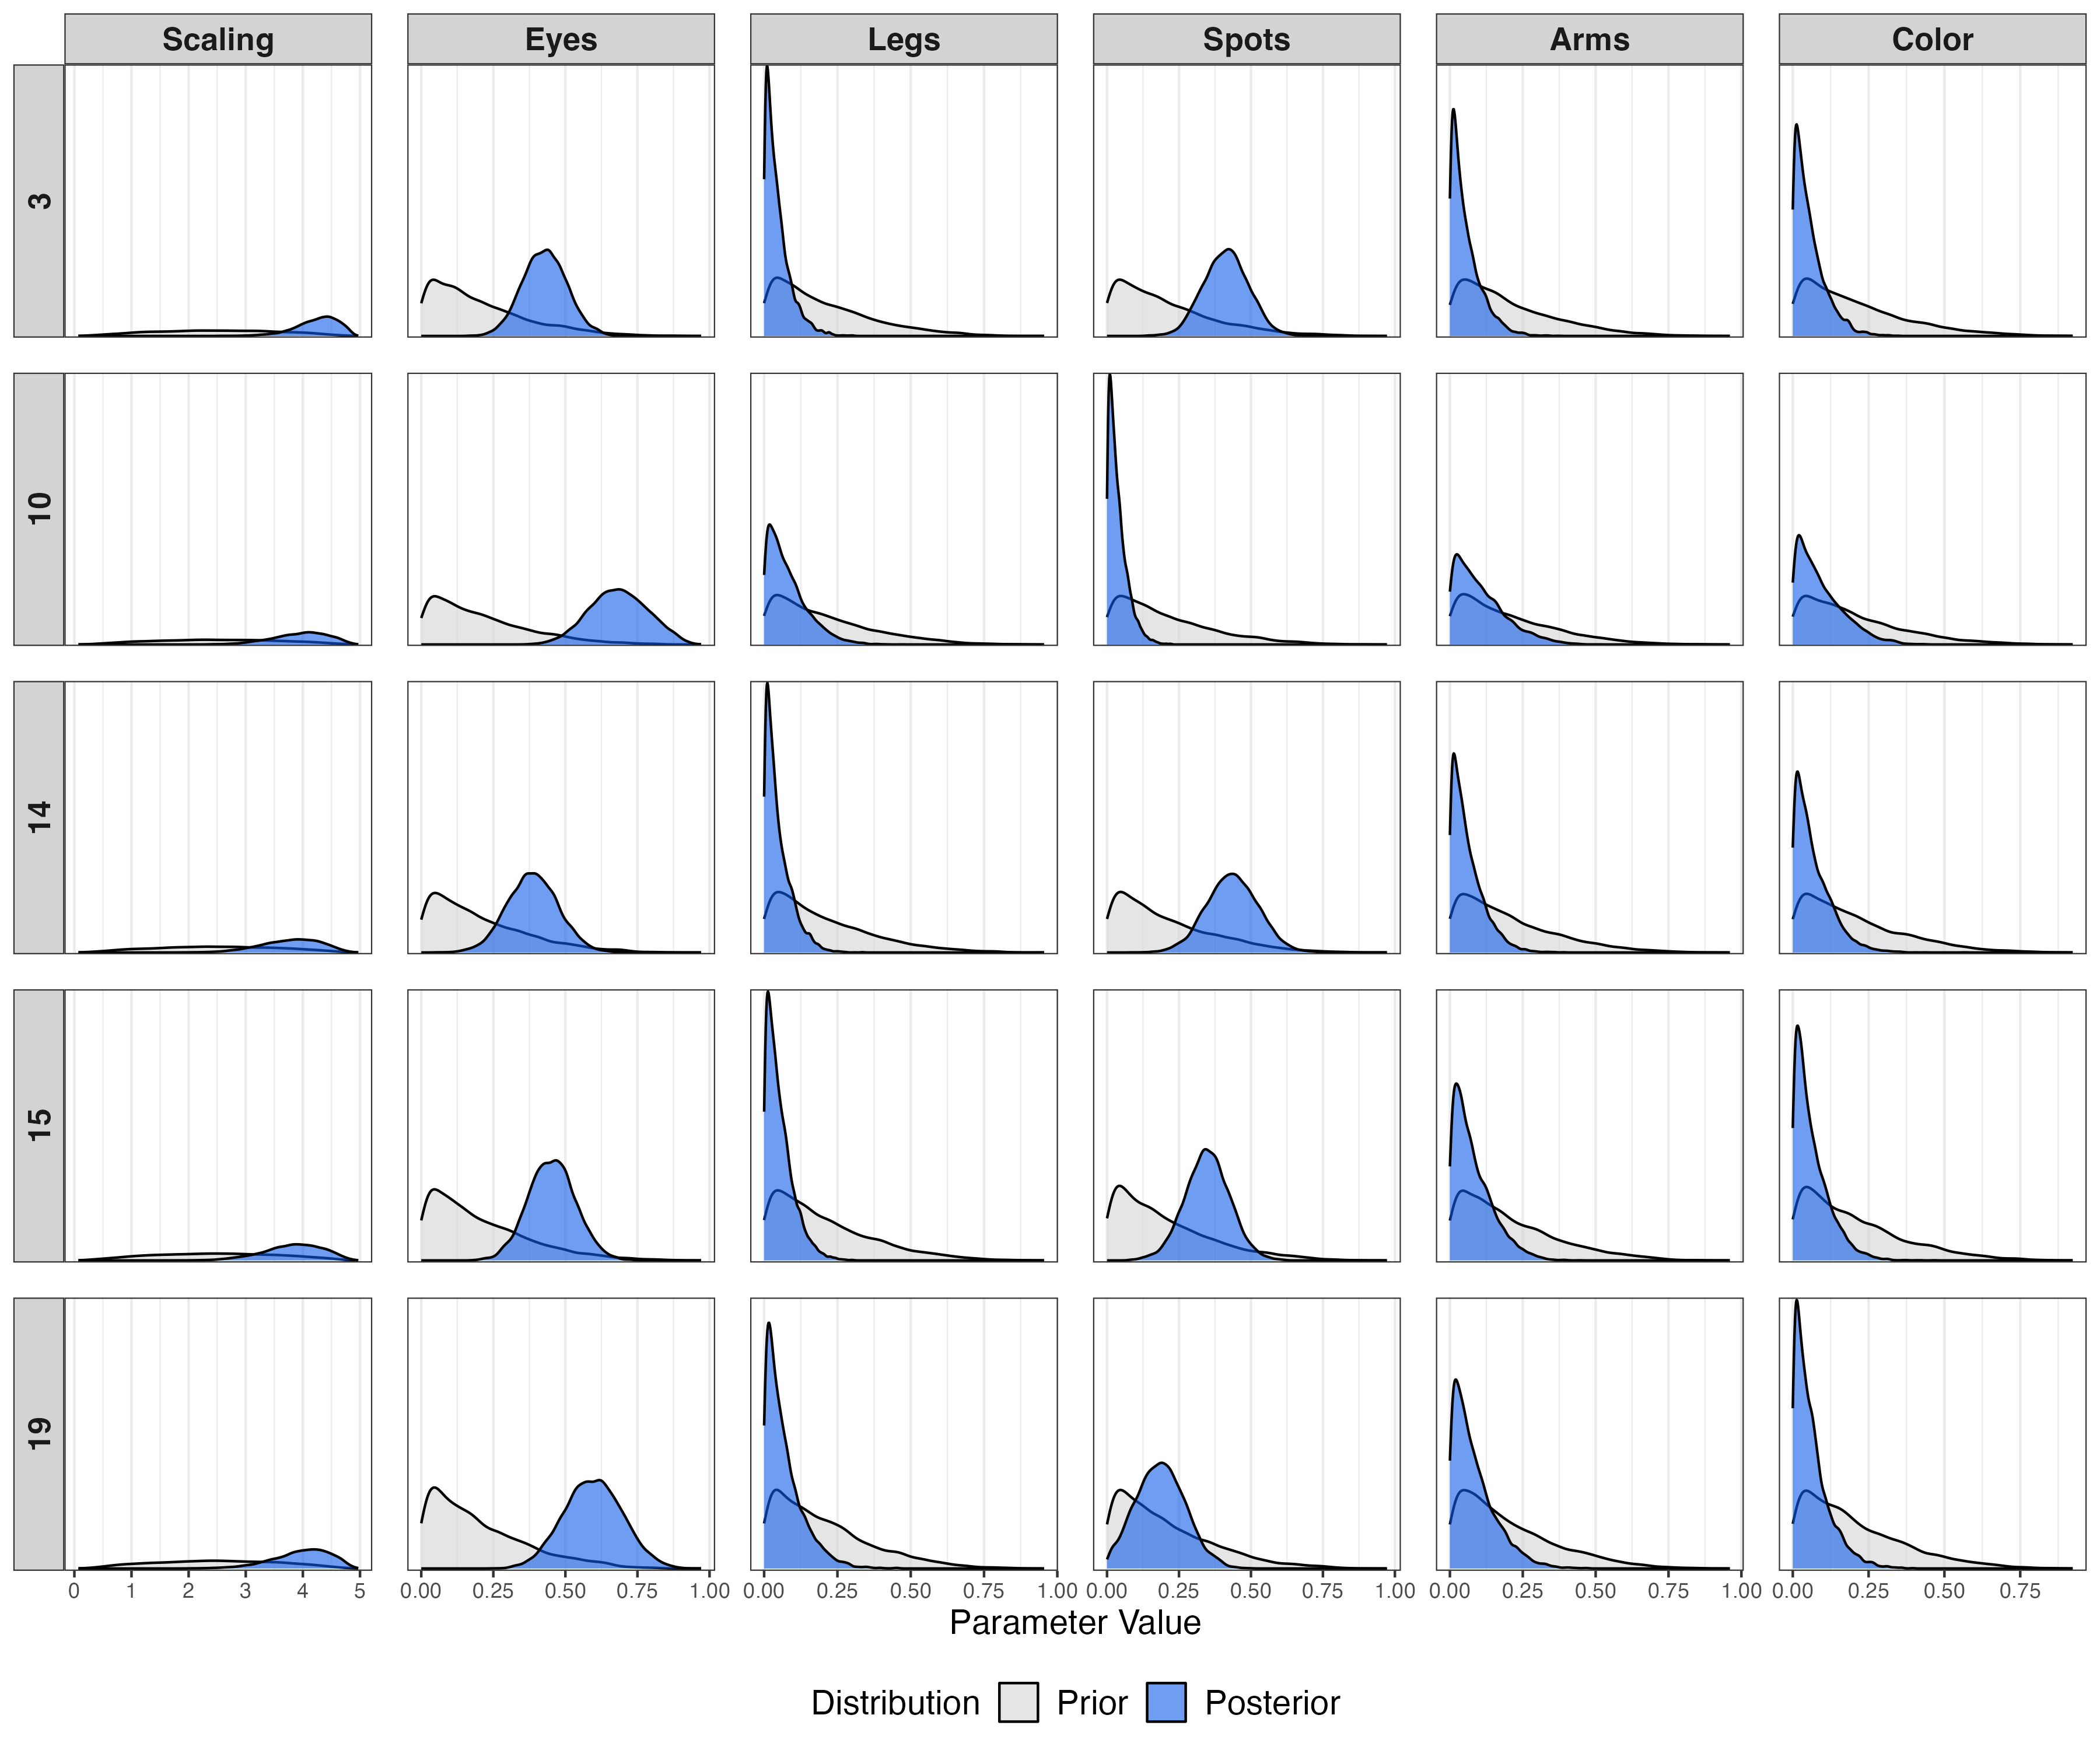 Scaling Eyes Legs Spots Arms Color
3
10
14
15
19
0 1 2 3 4 5 0.00 0.25 0.50 0.75 1.00 0.00 0.25 0.50 0.75 1.00 0.00 0.25 0.50 0.75 1.00 0.00 0.25 0.50 0.75 1.00 0.00 0.25 0.50 0.75
Parameter Value
Distribution Prior Posterior